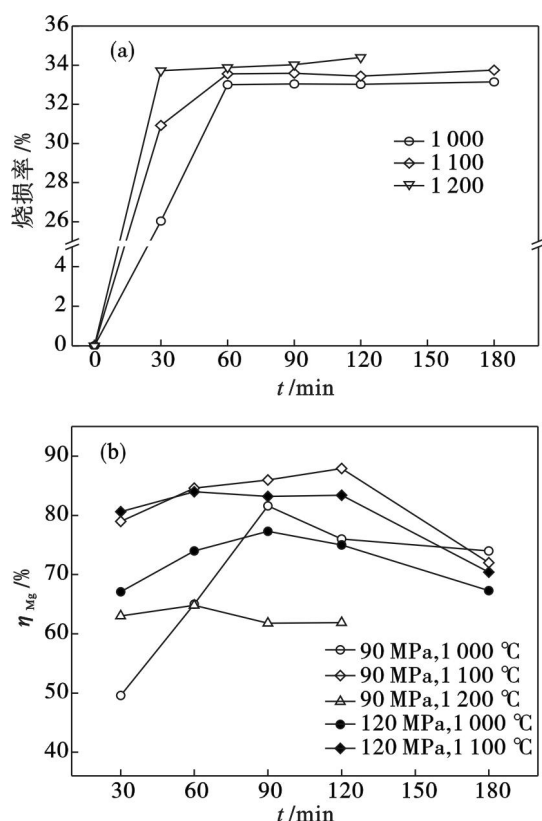 (a)
36
34
32
30
28
26
4
2
0
烧损率/%
1 000
1 100
1 200
0 30 60 90 120 150 180
t/min
(b)
90
80
70
60
50
40
η Mg/%
90 MPa,1 000 ℃
90 MPa,1 100 ℃
90 MPa,1 200 ℃
120 MPa,1 000 ℃
120 MPa,1 100 ℃
30 60 90 120 150 180
t/min